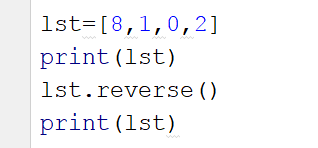 lst=[8,1,0,2]
print(lst)
lst.reverse()
print(lst)